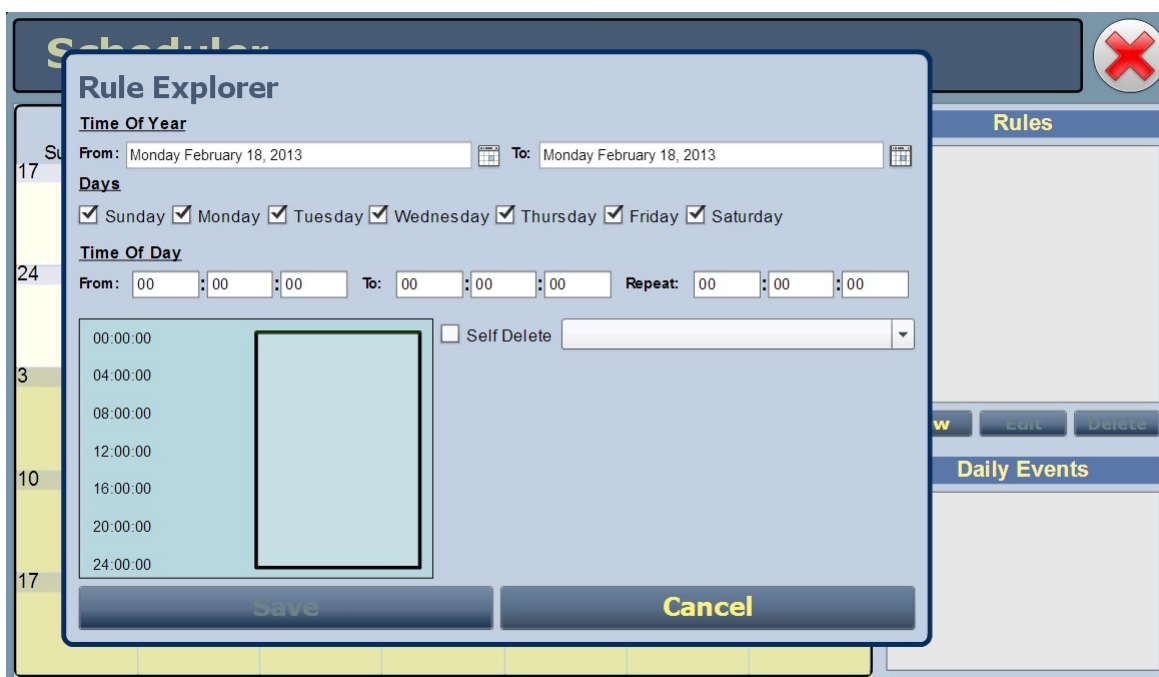 Scheduler
Rule Explorer
Time Of Year
From: Monday February 18, 2013 To: Monday February 18, 2013
Days
Sunday Monday Tuesday Wednesday Thursday Friday Saturday
Time Of Day
From: 00 : 00 : 00 To: 00 : 00 : 00 Repeat: 00 : 00 : 00
00:00:00
04:00:00
08:00:00
12:00:00
16:00:00
20:00:00
24:00:00
Self Delete
Save Cancel
Su
17
24
3
10
17
Rules
w Edit Delete
Daily Events